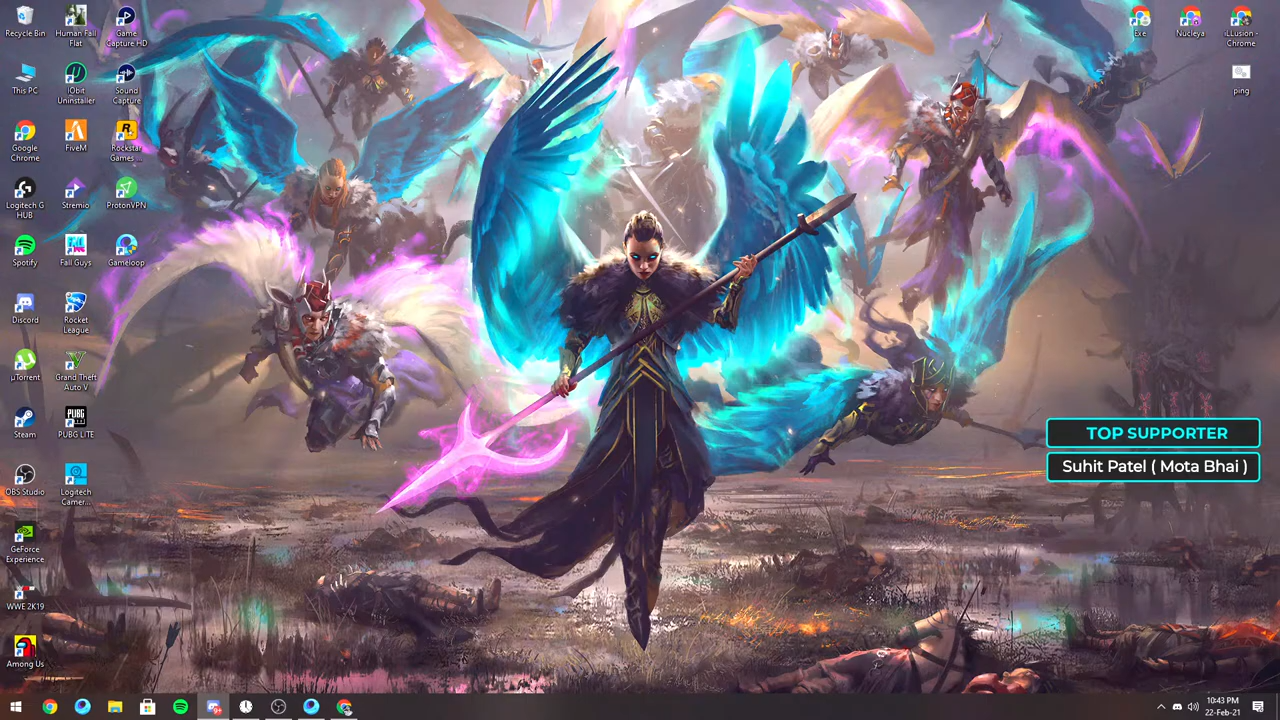 Recycle Bin
Human Fall
Flat
Game
Capture HD
This PC
IObit
Uninstaller
Sound
Capture
Google
Chrome
FiveM
Rockstar
Games ...
Logitech G
HUB
Stremio
ProtonVPN
Spotify
Fall Guys
Gameloop
Discord
Rocket
League
µTorrent
Grand Theft
Auto V
Steam
PUBG LITE
OBS Studio
Logitech
Camer...
GeForce
Experience
WWE 2K19
Among Us
Exe
Nucleya
iLLusion -
Chrome
ping
TOP SUPPORTER
Suhit Patel ( Mota Bhai )
10:43 PM
22-Feb-21